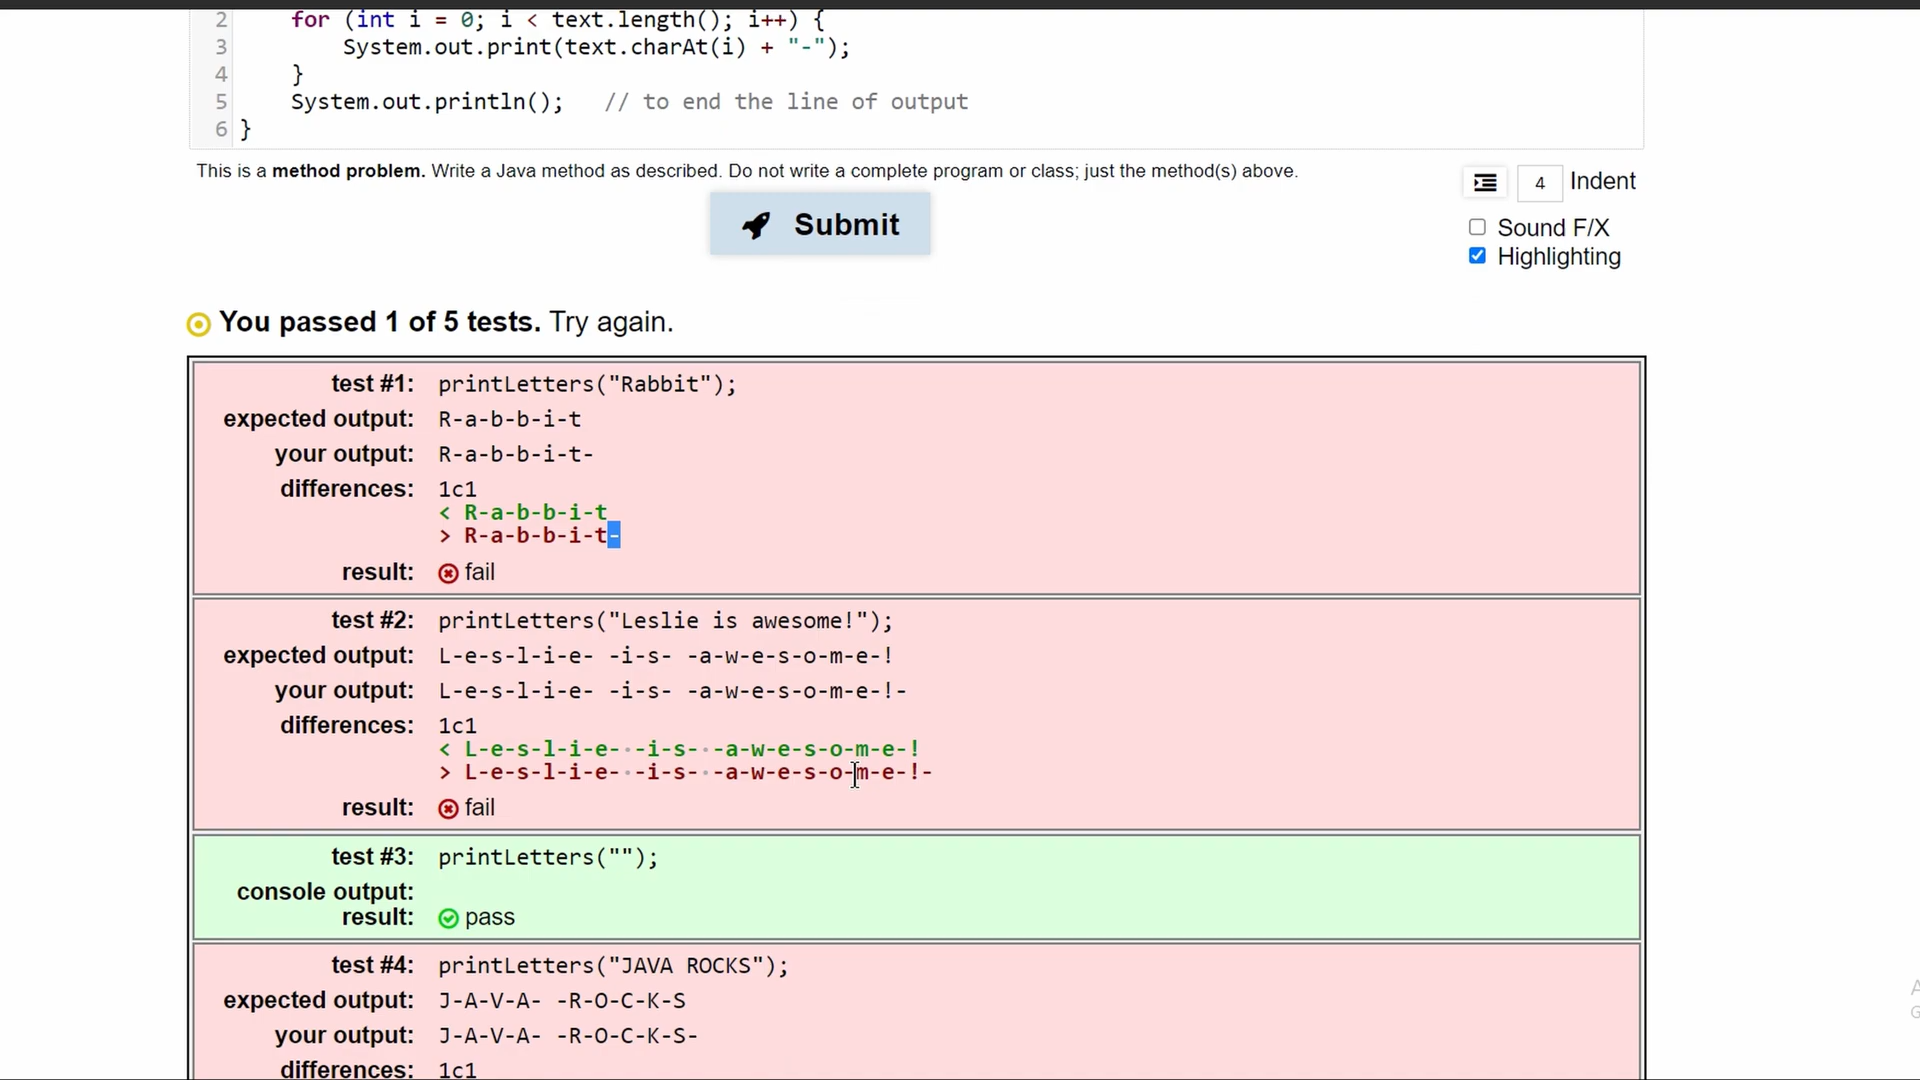 2 for (int i = 0; i < text.length(); i++) {
3 System.out.print(text.charAt(i) + "-");
4 }
5 System.out.println(); // to end the line of output
6 }
This is a method problem. Write a Java method as described. Do not write a complete program or class; just the method(s) above.
4 Indent
Submit
Sound F/X
Highlighting
You passed 1 of 5 tests. Try again.
test #1: printLetters("Rabbit");
expected output: R-a-b-b-i-t
your output: R-a-b-b-i-t-
differences: 1c1
< R-a-b-b-i-t
> R-a-b-b-i-t-
result: fail
test #2: printLetters("Leslie is awesome!");
expected output: L-e-s-l-i-e- -i-s- -a-w-e-s-o-m-e-!
your output: L-e-s-l-i-e- -i-s- -a-w-e-s-o-m-e-!-
differences: 1c1
< L-e-s-l-i-e-·-i-s-·-a-w-e-s-o-m-e-!
> L-e-s-l-i-e-·-i-s-·-a-w-e-s-o-m-e-!-
result: fail
test #3: printLetters("");
console output:
result: pass
test #4: printLetters("JAVA ROCKS");
expected output: J-A-V-A- -R-O-C-K-S
your output: J-A-V-A- -R-O-C-K-S-
differences: 1c1